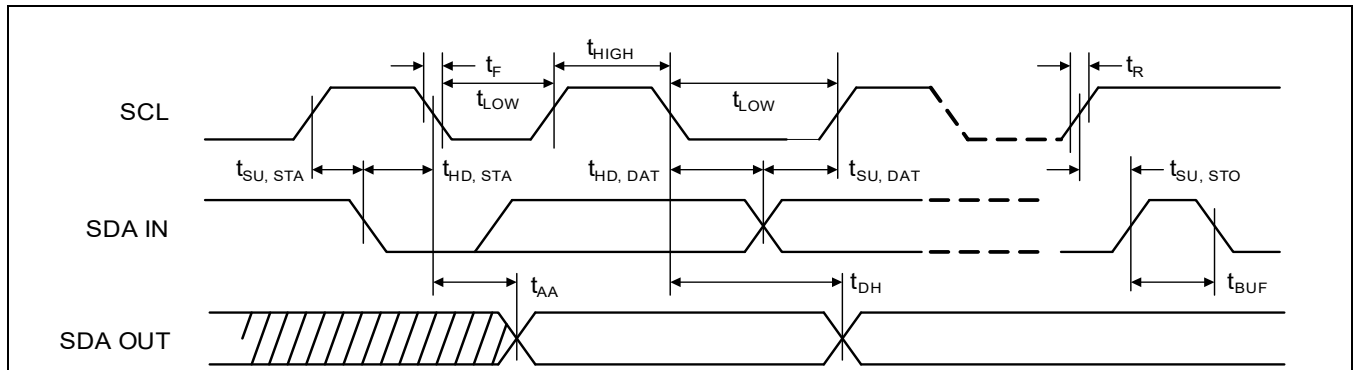 tHIGH
tF
tR
SCL
tLOW
tLOW
tSU, STA
tHD, STA
tHD, DAT
tSU, DAT
tSU, STO
SDA IN
tAA
tDH
tBUF
SDA OUT